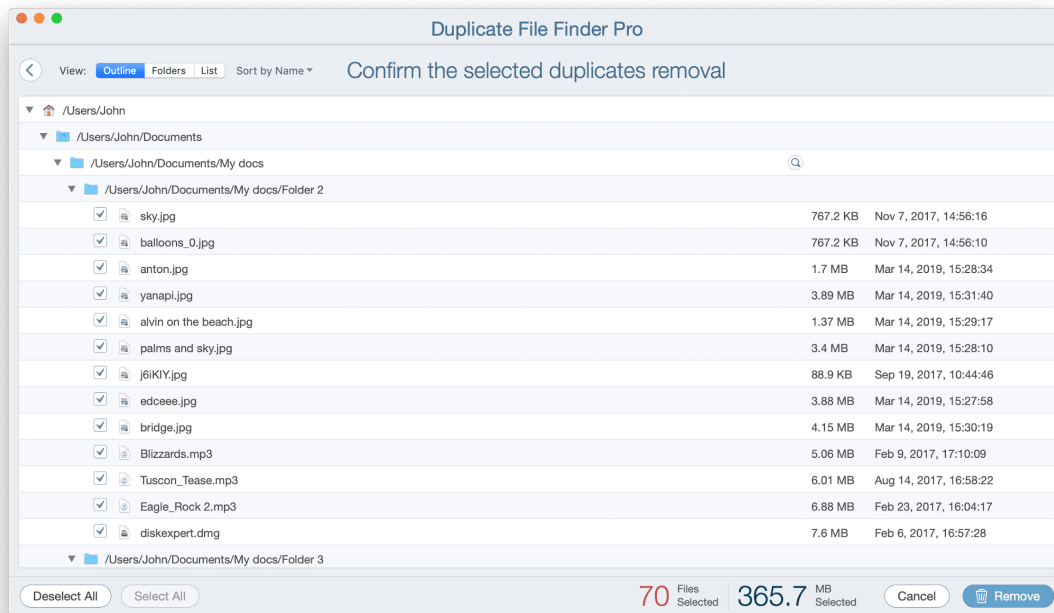 Duplicate File Finder Pro
View: Outline Folders List Sort by Name Confirm the selected duplicates removal
/Users/John
/Users/John/Documents
/Users/John/Documents/My docs
/Users/John/Documents/My docs/Folder 2
sky.jpg 767.2 KB Nov 7, 2017, 14:56:16
balloons_0.jpg 767.2 KB Nov 7, 2017, 14:56:10
anton.jpg 1.7 MB Mar 14, 2019, 15:28:34
yanapi.jpg 3.89 MB Mar 14, 2019, 15:31:40
alvin on the beach.jpg 1.37 MB Mar 14, 2019, 15:29:17
palms and sky.jpg 3.4 MB Mar 14, 2019, 15:28:10
j6iKIY.jpg 88.9 KB Sep 19, 2017, 10:44:46
edceee.jpg 3.88 MB Mar 14, 2019, 15:27:58
bridge.jpg 4.15 MB Mar 14, 2019, 15:30:19
Blizzards.mp3 5.06 MB Feb 9, 2017, 17:10:09
Tuscon_Tease.mp3 6.01 MB Aug 14, 2017, 16:58:22
Eagle_Rock 2.mp3 6.88 MB Feb 23, 2017, 16:04:17
diskexpert.dmg 7.6 MB Feb 6, 2017, 16:57:28
/Users/John/Documents/My docs/Folder 3
Deselect All Select All 70 Files Selected 365.7 MB Selected Cancel Remove